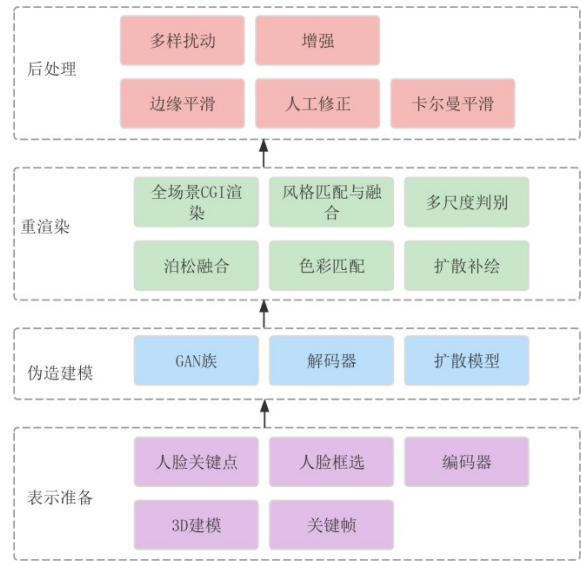 后处理
多样扰动
增强
边缘平滑
人工修正
卡尔曼平滑
重渲染
全场景CGI渲
染
风格匹配与融
合
多尺度判别
泊松融合
色彩匹配
扩散补绘
伪造建模
GAN族
解码器
扩散模型
表示准备
人脸关键点
人脸框选
编码器
3D建模
关键帧